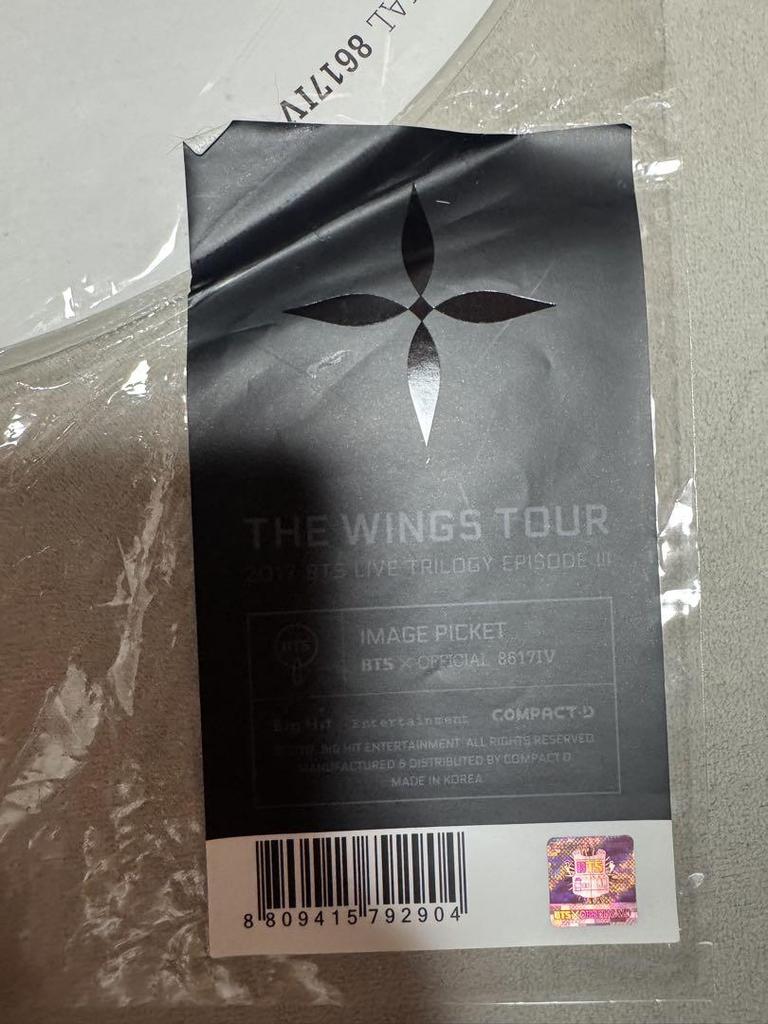 AL 8617IV
THE WINGS TOUR
2017 BTS LIVE TRILOGY EPISODE III
BTS
IMAGE PICKET
BTS × OFFICIAL 8617IV
Big Hit Entertainment COMPACT·D
©2017 BIG HIT ENTERTAINMENT. ALL RIGHTS RESERVED
MANUFACTURED & DISTRIBUTED BY COMPACT D
MADE IN KOREA
8 809415 792904
BTS
BTS